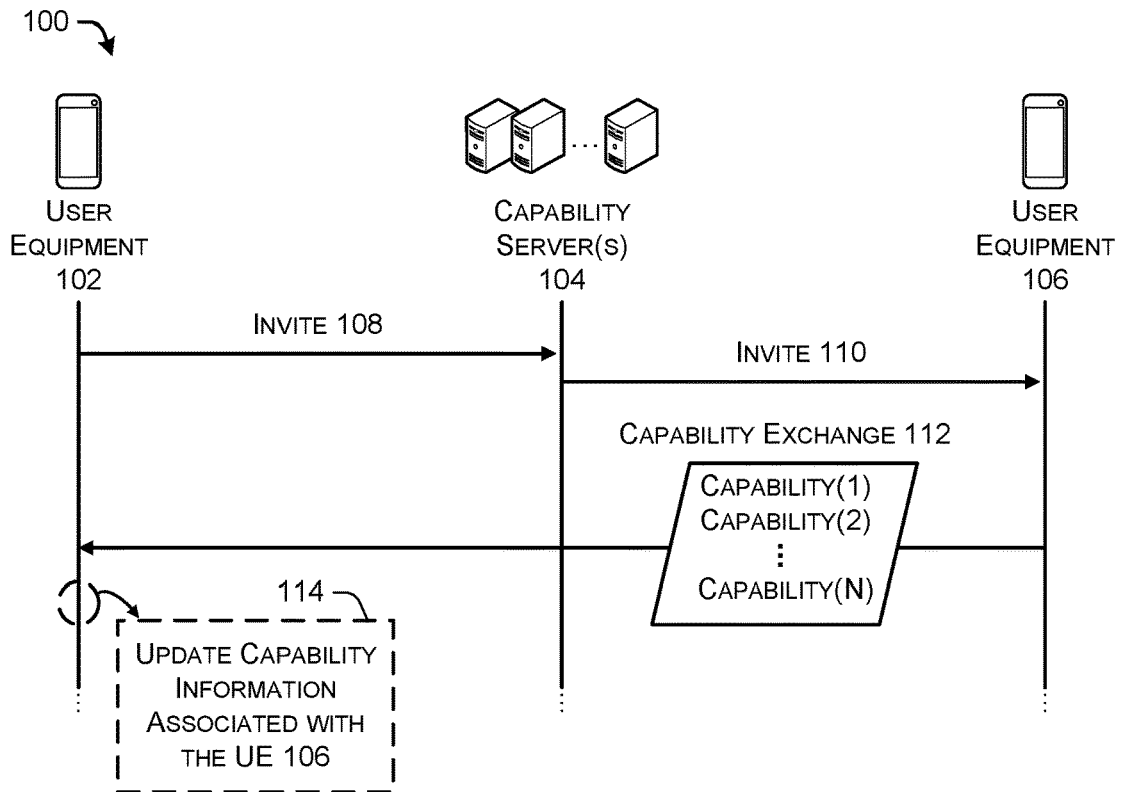 100
USER
EQUIPMENT
102
CAPABILITY
SERVER(S)
104
USER
EQUIPMENT
106
INVITE 108
INVITE 110
CAPABILITY EXCHANGE 112
CAPABILITY(1)
CAPABILITY(2)
CAPABILITY(N)
114
UPDATE CAPABILITY
INFORMATION
ASSOCIATED WITH
THE UE 106